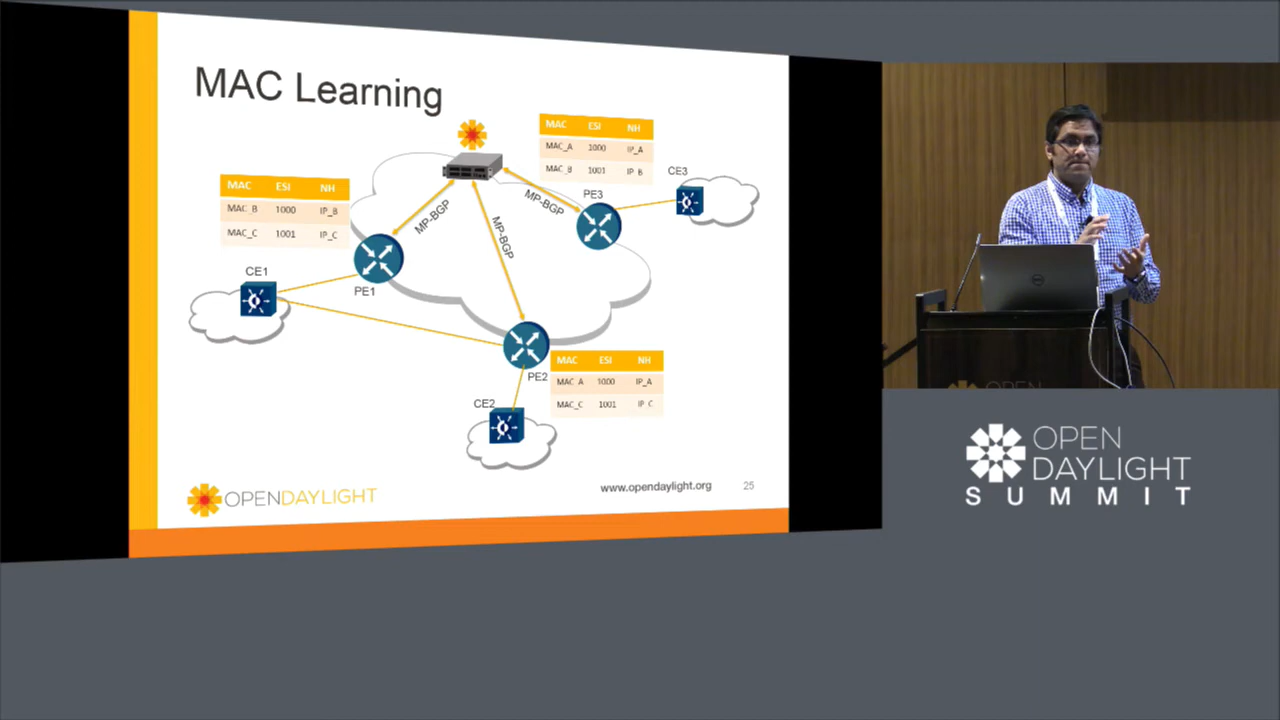 MAC Learning
MAC ESI NH
MAC_A 1000 IP_A
MAC_B 1001 IP_B
CE3
PE3
MP-BGP
MP-BGP
MP-BGP
MAC ESI NH
MAC_B 1000 IP_B
MAC_C 1001 IP_C
CE1
PE1
PE2
MAC ESI NH
MAC_A 1000 IP_A
MAC_C 1001 IP_C
CE2
OPENDAYLIGHT
www.opendaylight.org 25
DELL
OPEN
OPEN
DAYLIGHT
SUMMIT